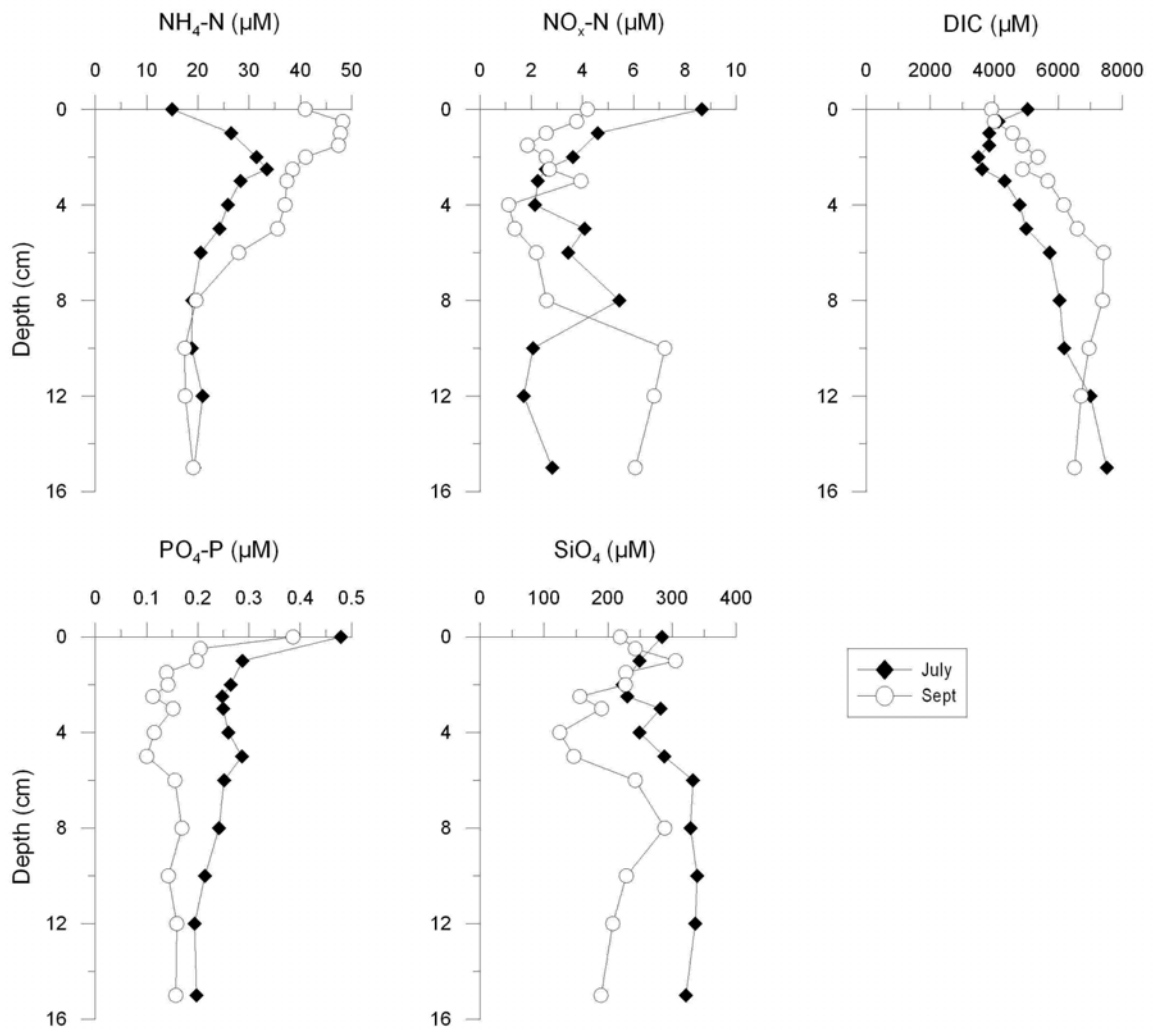 NH₄-N (µM) NOₓ-N (µM) DIC (µM)
0 10 20 30 40 50 0 2 4 6 8 10 0 2000 4000 6000 8000
0 0 0
4 4 4
Depth (cm)
8 8 8
12 12 12
16 16 16
PO₄-P (µM) SiO₄ (µM)
0 0.1 0.2 0.3 0.4 0.5 0 100 200 300 400
0 0
July
Sept
4 4
Depth (cm)
8 8
12 12
16 16